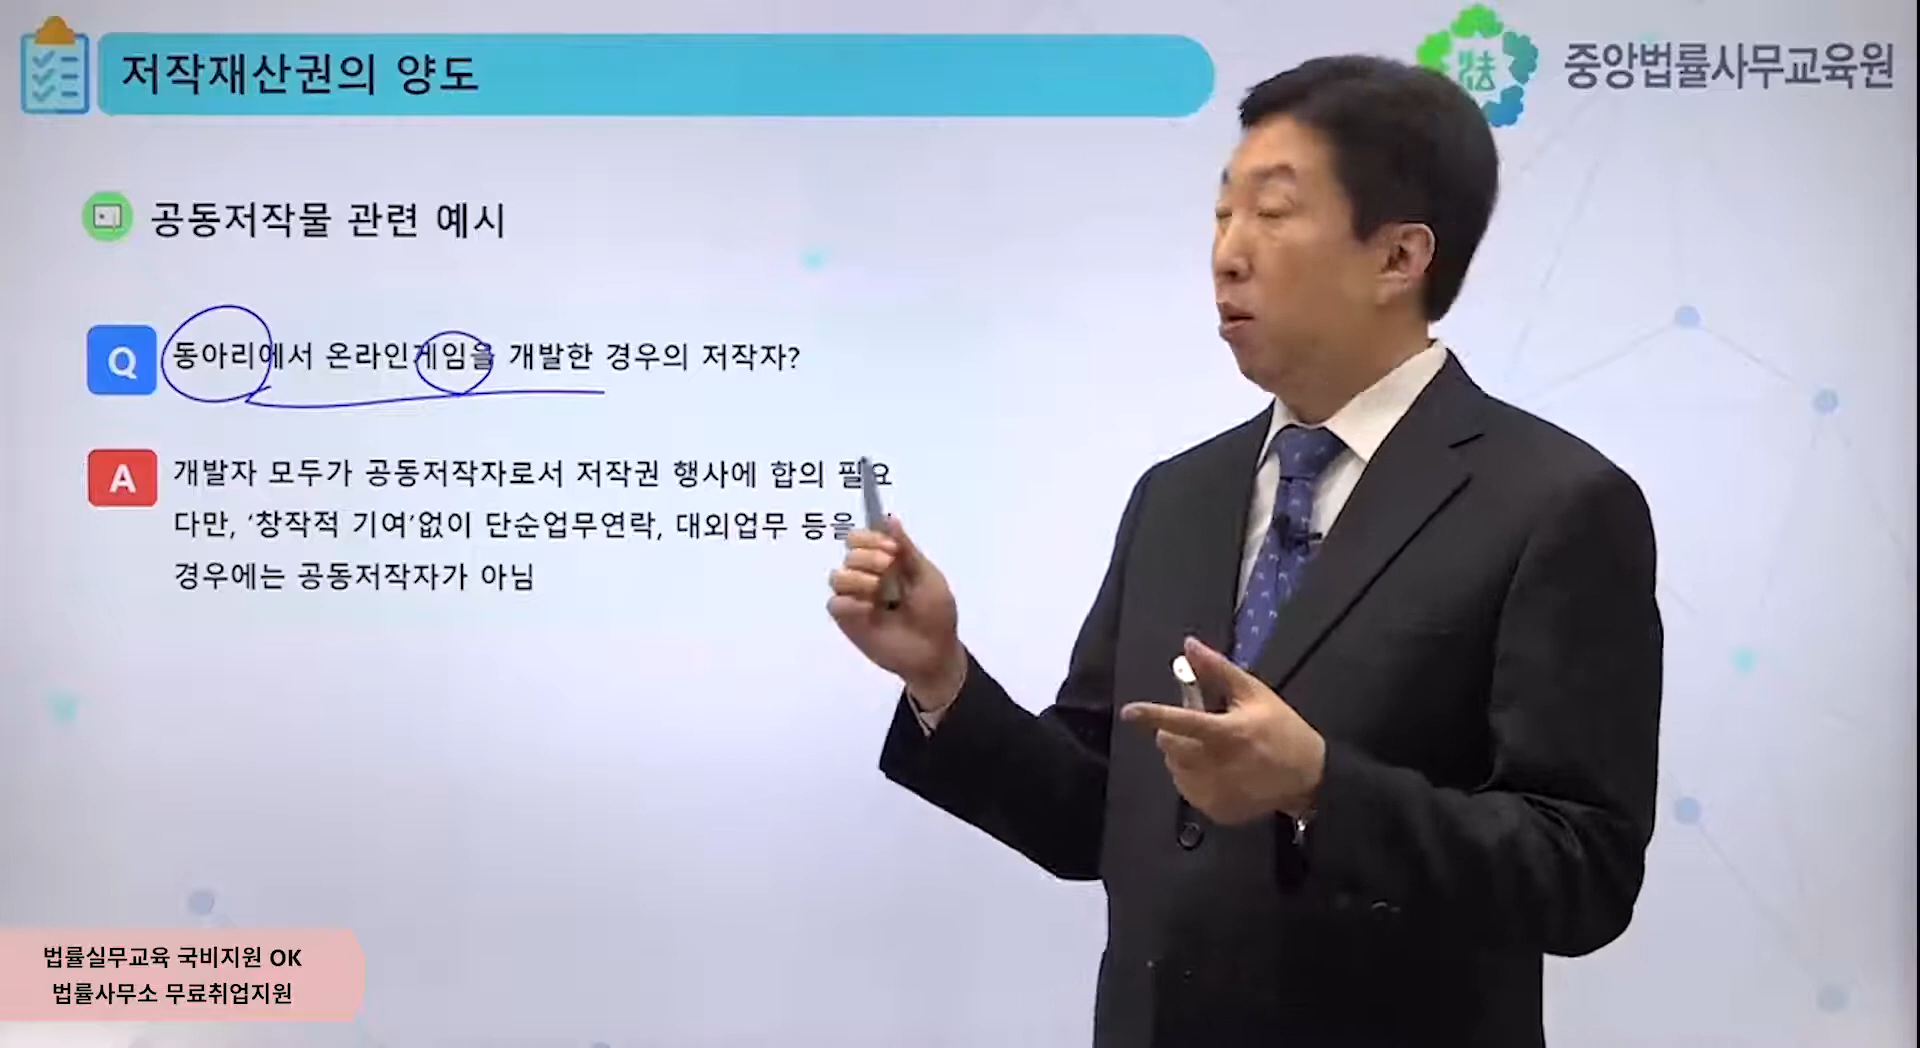 저작재산권의 양도
중앙법률사무교육원
法
공동저작물 관련 예시
Q 동아리에서 온라인게임을 개발한 경우의 저작자?
A 개발자 모두가 공동저작자로서 저작권 행사에 합의 필요
다만, ‘창작적 기여’없이 단순업무연락, 대외업무 등을
경우에는 공동저작자가 아님
법률실무교육 국비지원 OK
법률사무소 무료취업지원